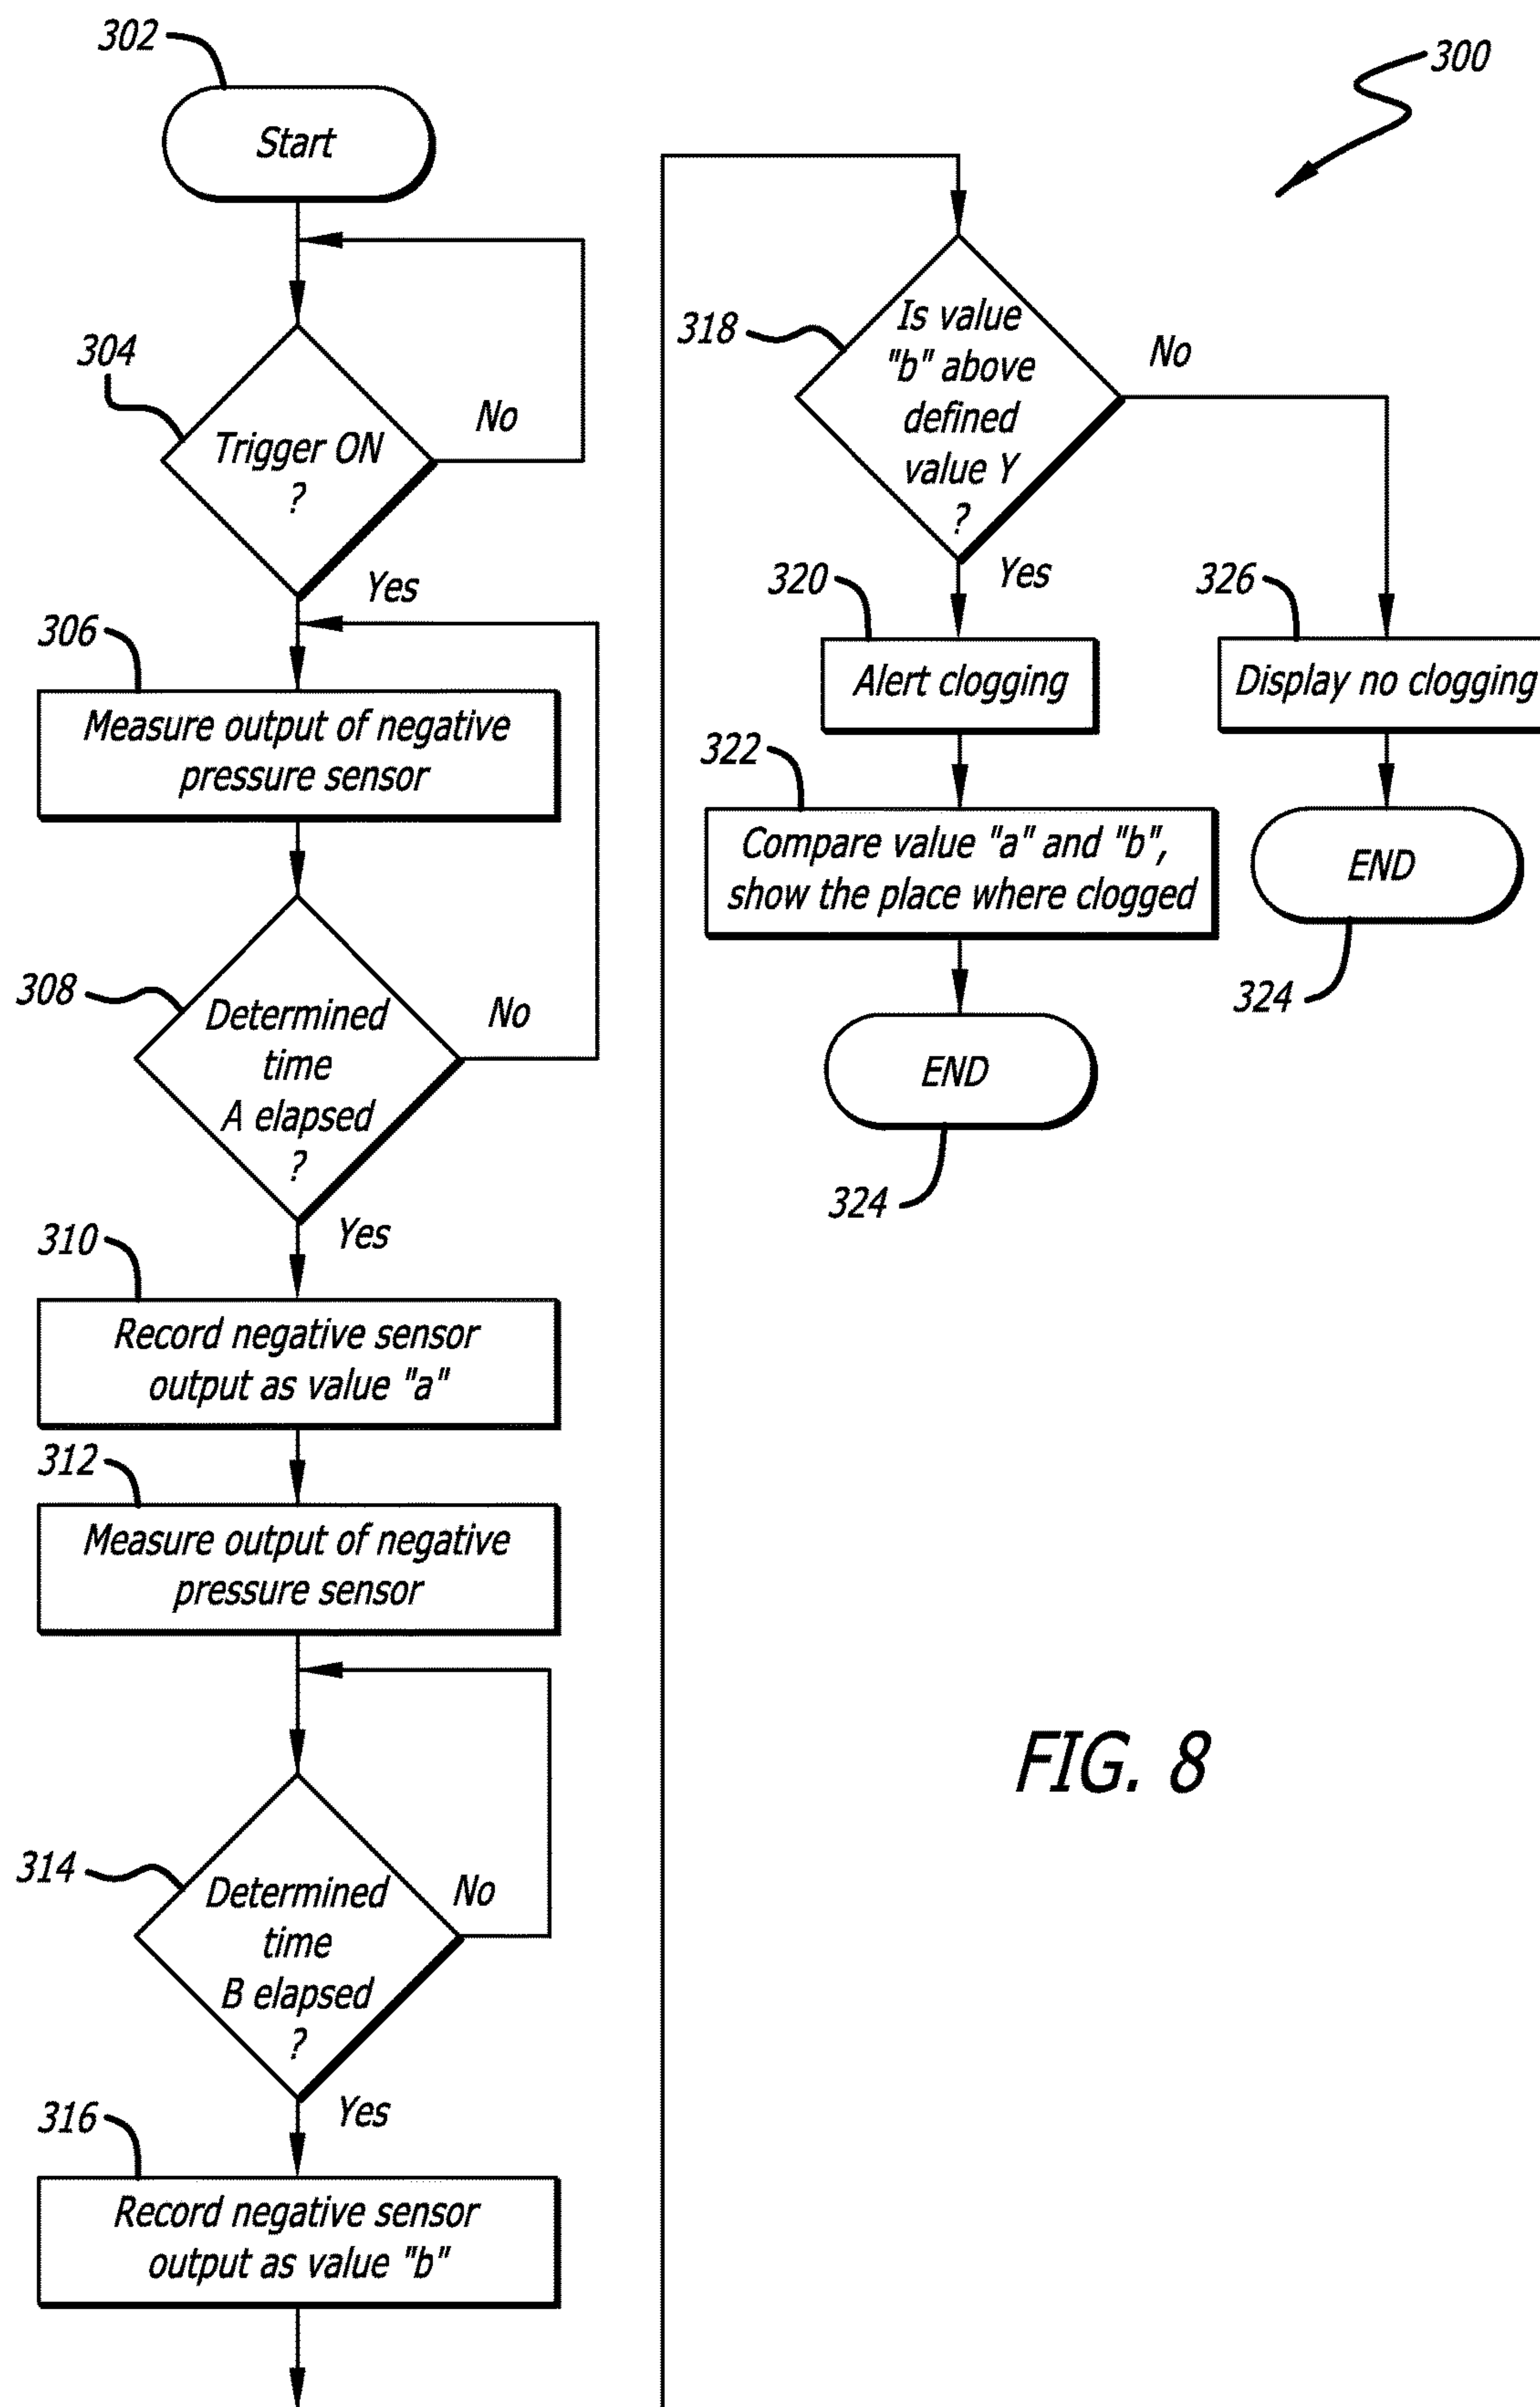 302
Start
304
Trigger ON
?
No
Yes
306
Measure output of negative
pressure sensor
308
Determined
time
A elapsed
?
No
Yes
310
Record negative sensor
output as value "a"
312
Measure output of negative
pressure sensor
314
Determined
time
B elapsed
?
No
Yes
316
Record negative sensor
output as value "b"
300
318
Is value
"b" above
defined
value Y
?
No
Yes
320
Alert clogging
326
Display no clogging
322
Compare value "a" and "b",
show the place where clogged
END
324
END
324
FIG. 8